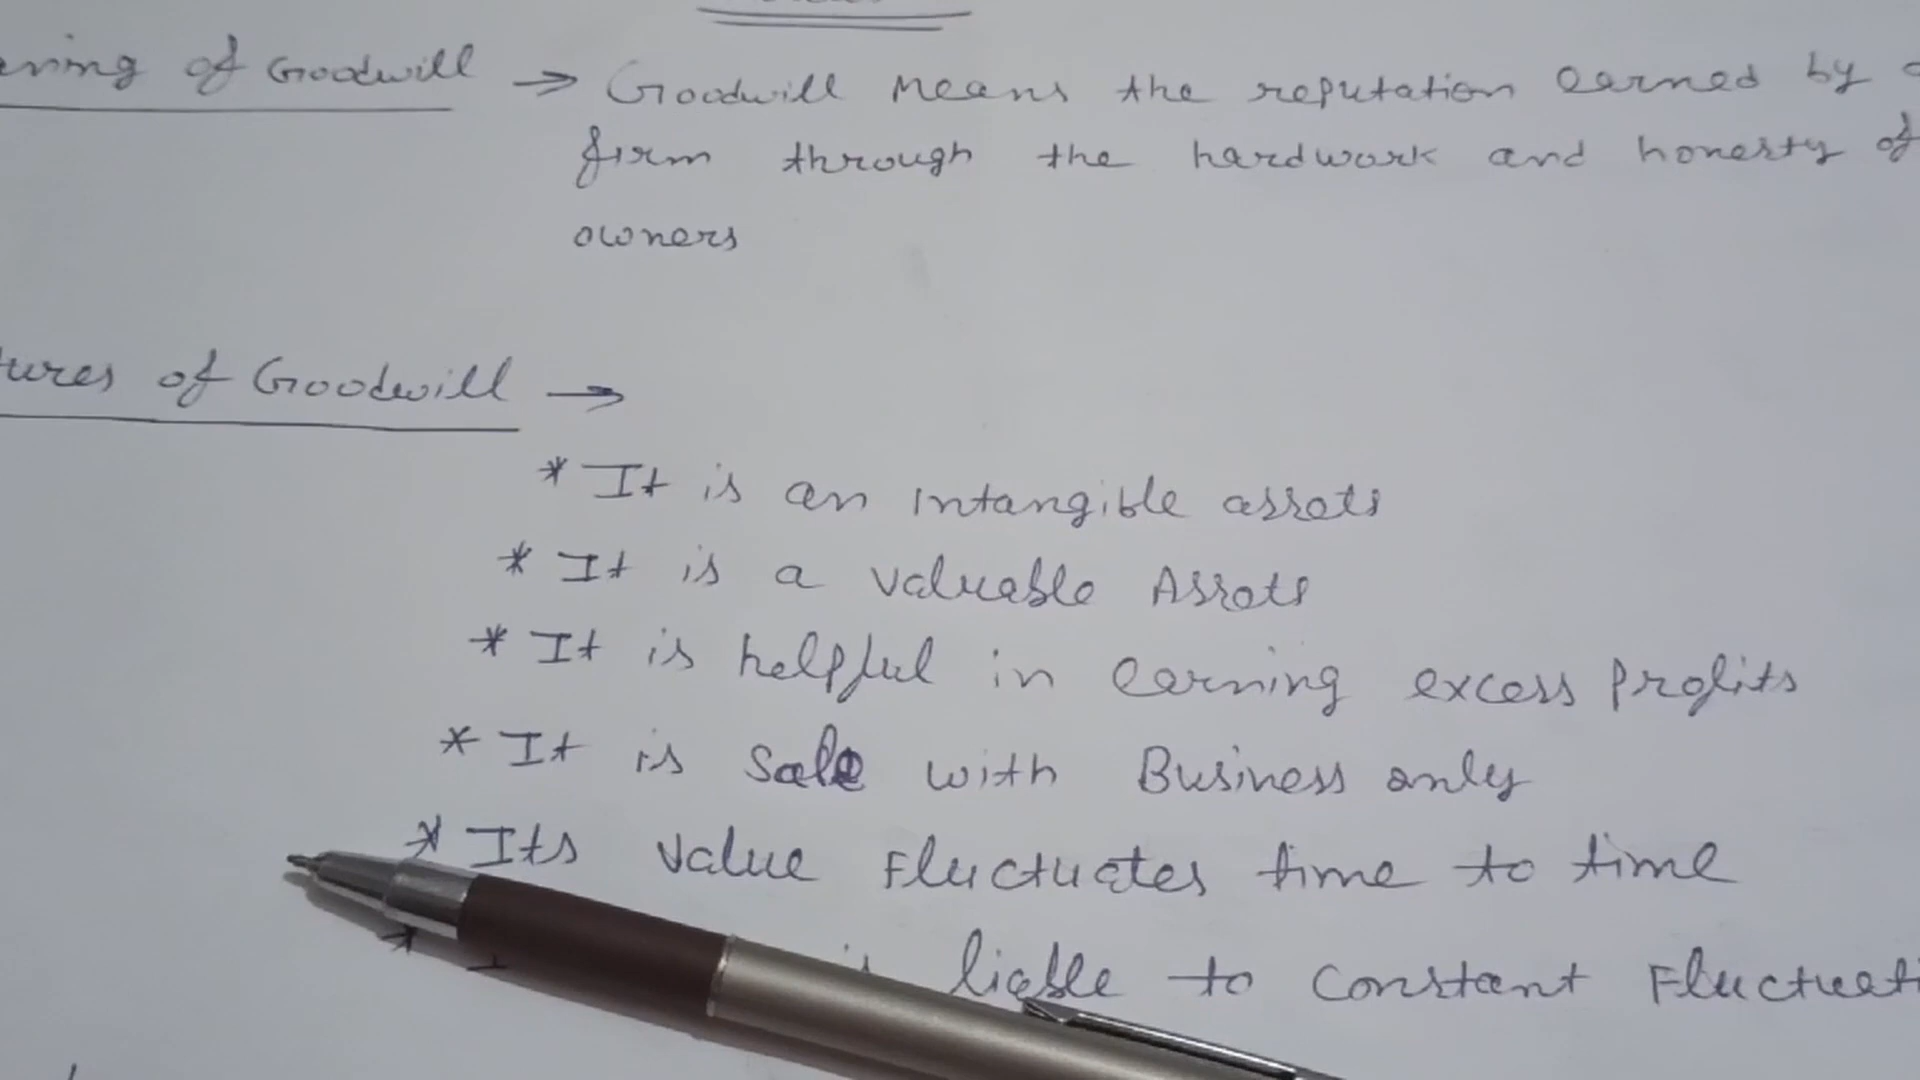 of Goodwill → Goodwill Means the reputation earned by
firm through the hardwork and honesty of
owners
of Goodwill →
* It is an intangible assets
* It is a valuable Assets
* It is helpful in earning excess Profits
* It is Sale with Business only
* Its value Fluctuates time to time
* liable to Constant